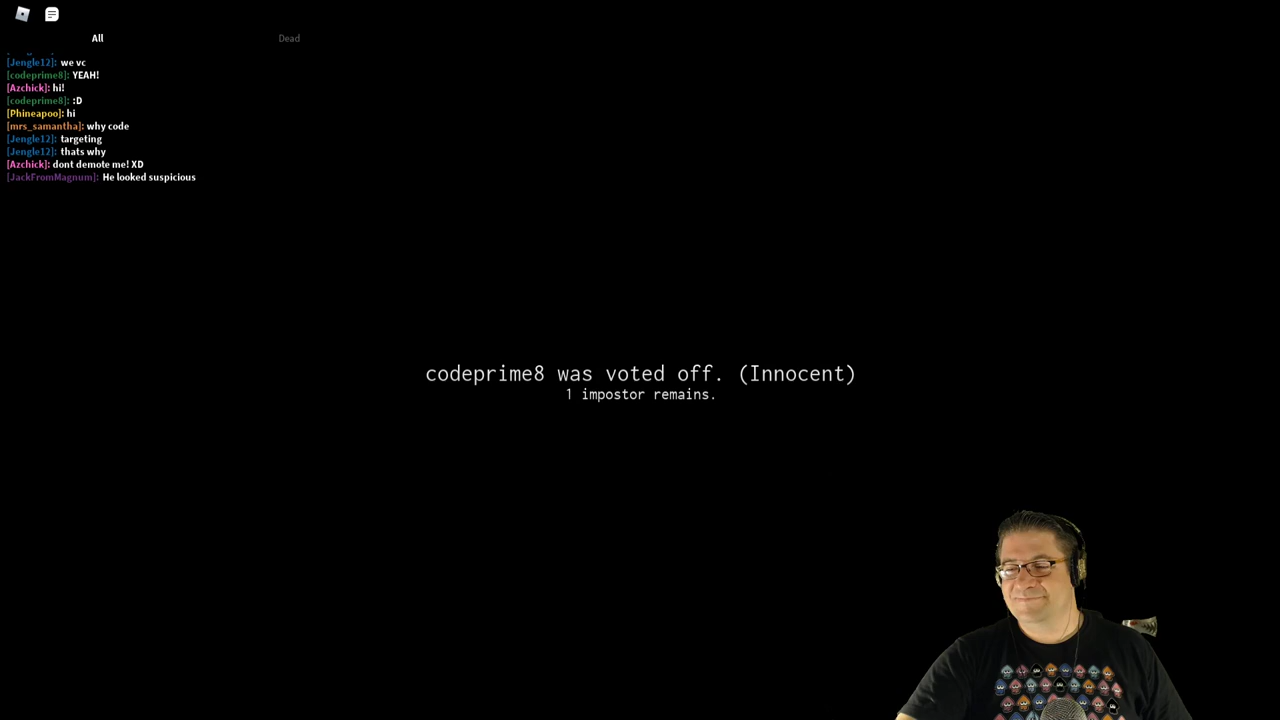 All
Dead
[Jengle12]: we vc
[codeprime8]: YEAH!
[Azchick]: hi!
[codeprime8]: :D
[Phineapoo]: hi
[mrs_samantha]: why code
[Jengle12]: targeting
[Jengle12]: thats why
[Azchick]: dont demote me! XD
[JackFromMagnum]: He looked suspicious
codeprime8 was voted off. (Innocent)
1 impostor remains.